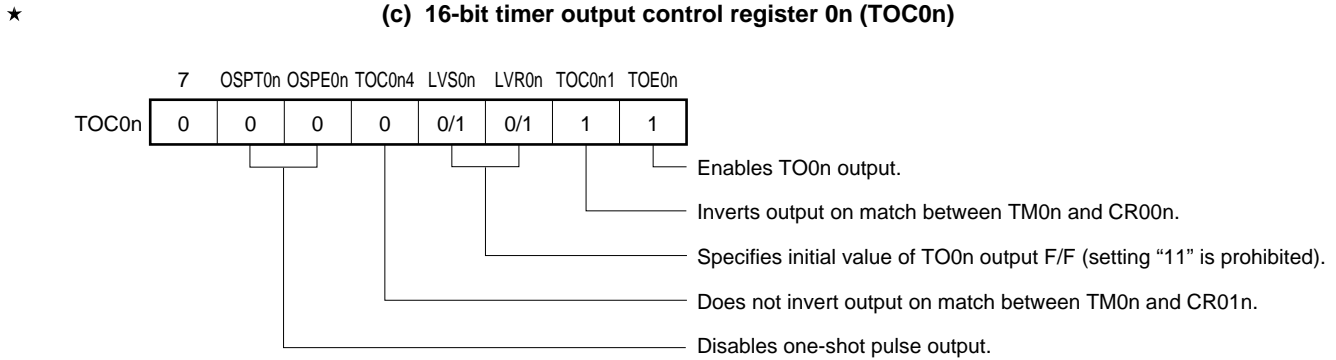 ★ (c) 16-bit timer output control register 0n (TOC0n)
7 OSPT0n OSPE0n TOC0n4 LVS0n LVR0n TOC0n1 TOE0n
TOC0n 0 0 0 0 0/1 0/1 1 1
Enables TO0n output.
Inverts output on match between TM0n and CR00n.
Specifies initial value of TO0n output F/F (setting “11” is prohibited).
Does not invert output on match between TM0n and CR01n.
Disables one-shot pulse output.